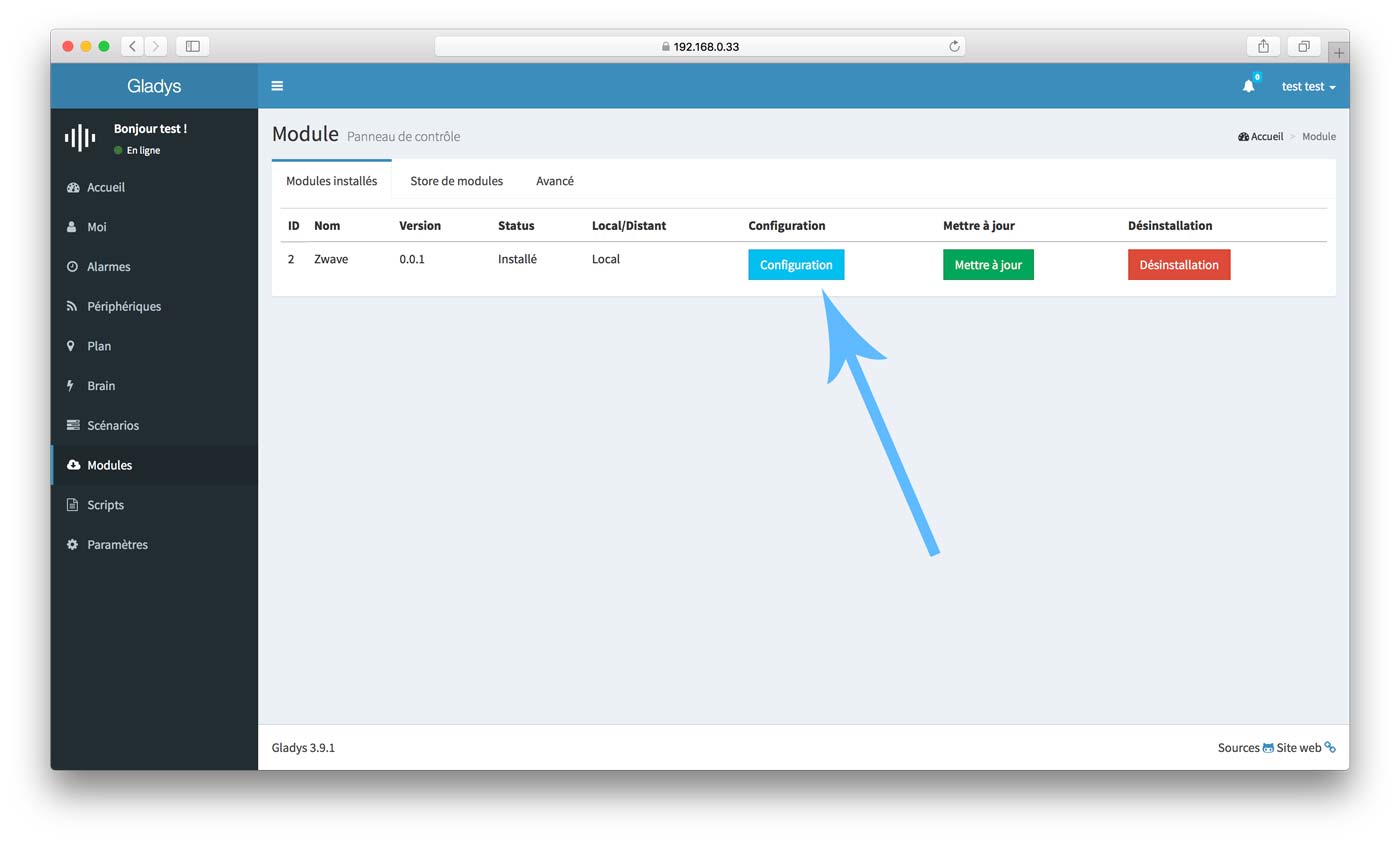 192.168.0.33
Gladys
0
test test
Bonjour test !
En ligne
Accueil
Moi
Alarmes
Périphériques
Plan
Brain
Scénarios
Modules
Scripts
Paramètres
Module Panneau de contrôle
Accueil > Module
Modules installés Store de modules Avancé
ID Nom Version Status Local/Distant Configuration Mettre à jour Désinstallation
2 Zwave 0.0.1 Installé Local Configuration Mettre à jour Désinstallation
Gladys 3.9.1
Sources Site web